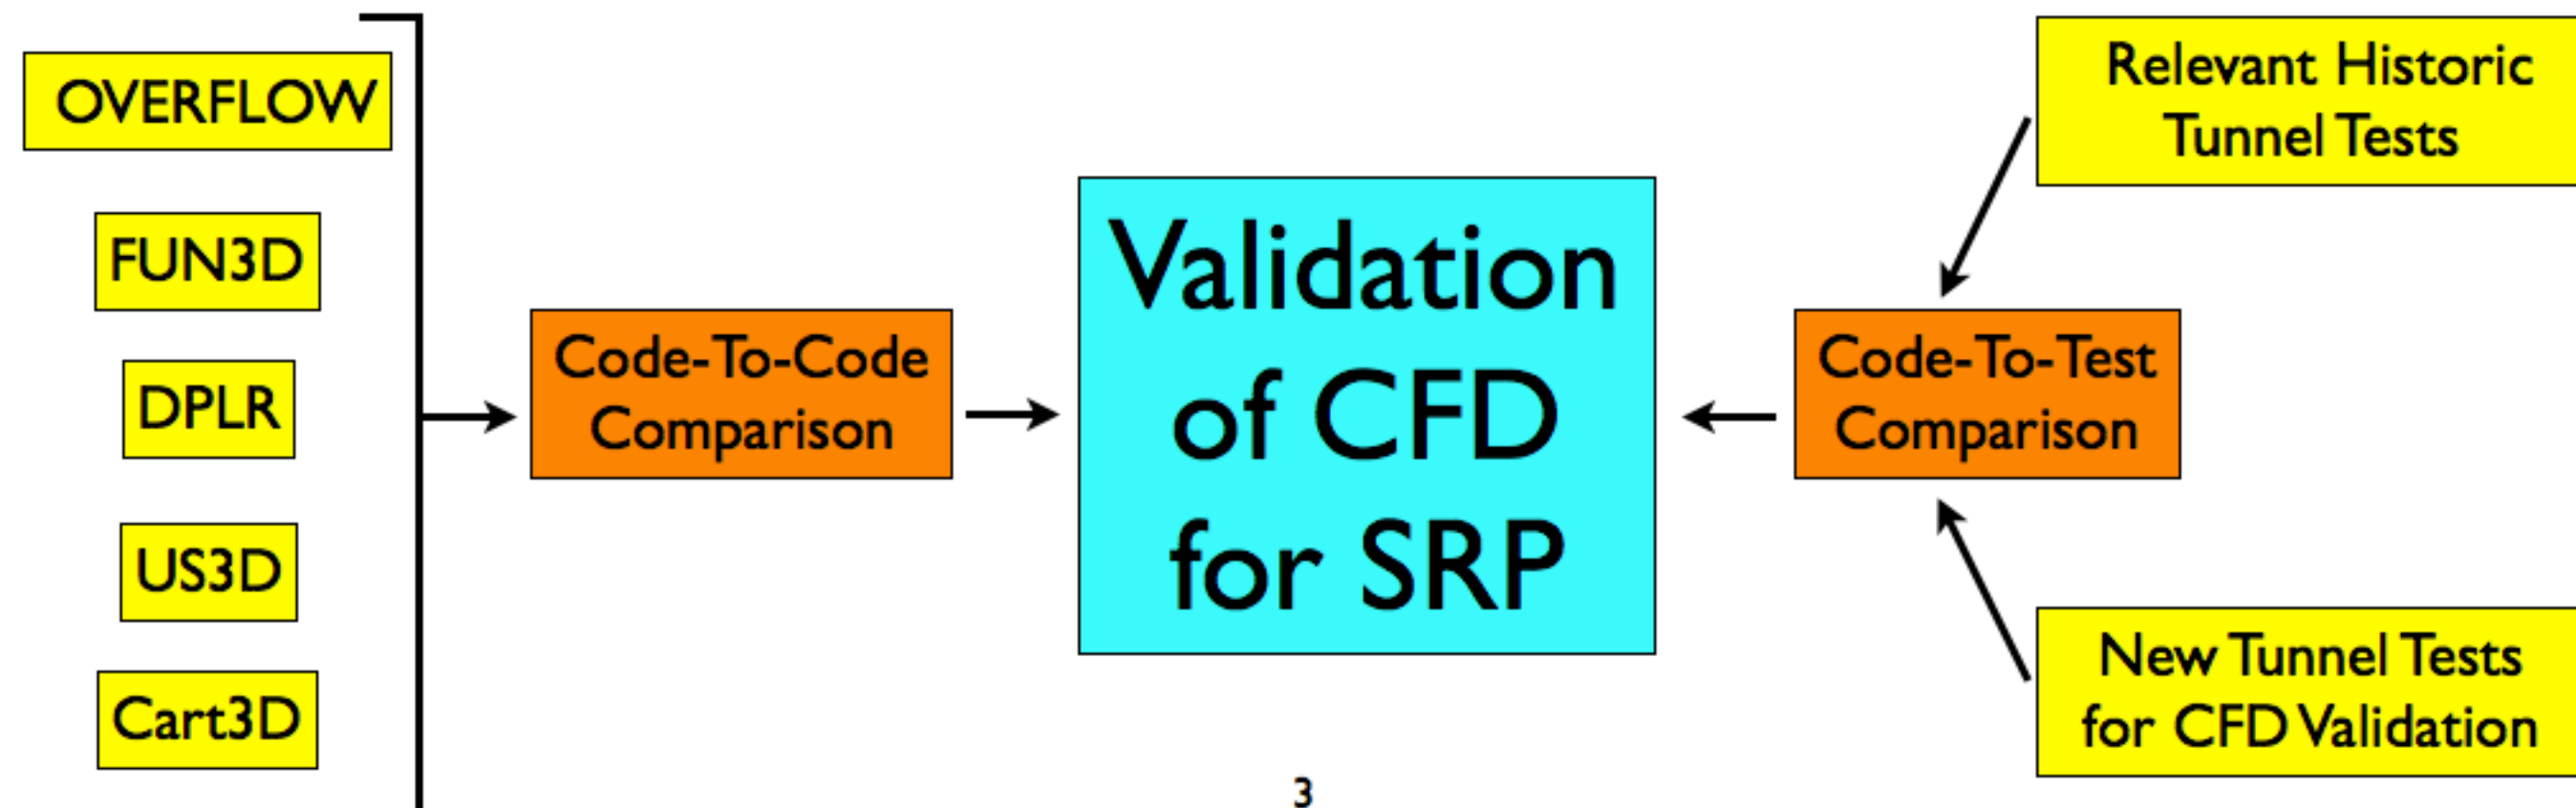 OVERFLOW
FUN3D
DPLR
US3D
Cart3D
Code-To-Code
Comparison
Validation
of CFD
for SRP
Code-To-Test
Comparison
Relevant Historic
Tunnel Tests
New Tunnel Tests
for CFD Validation
3